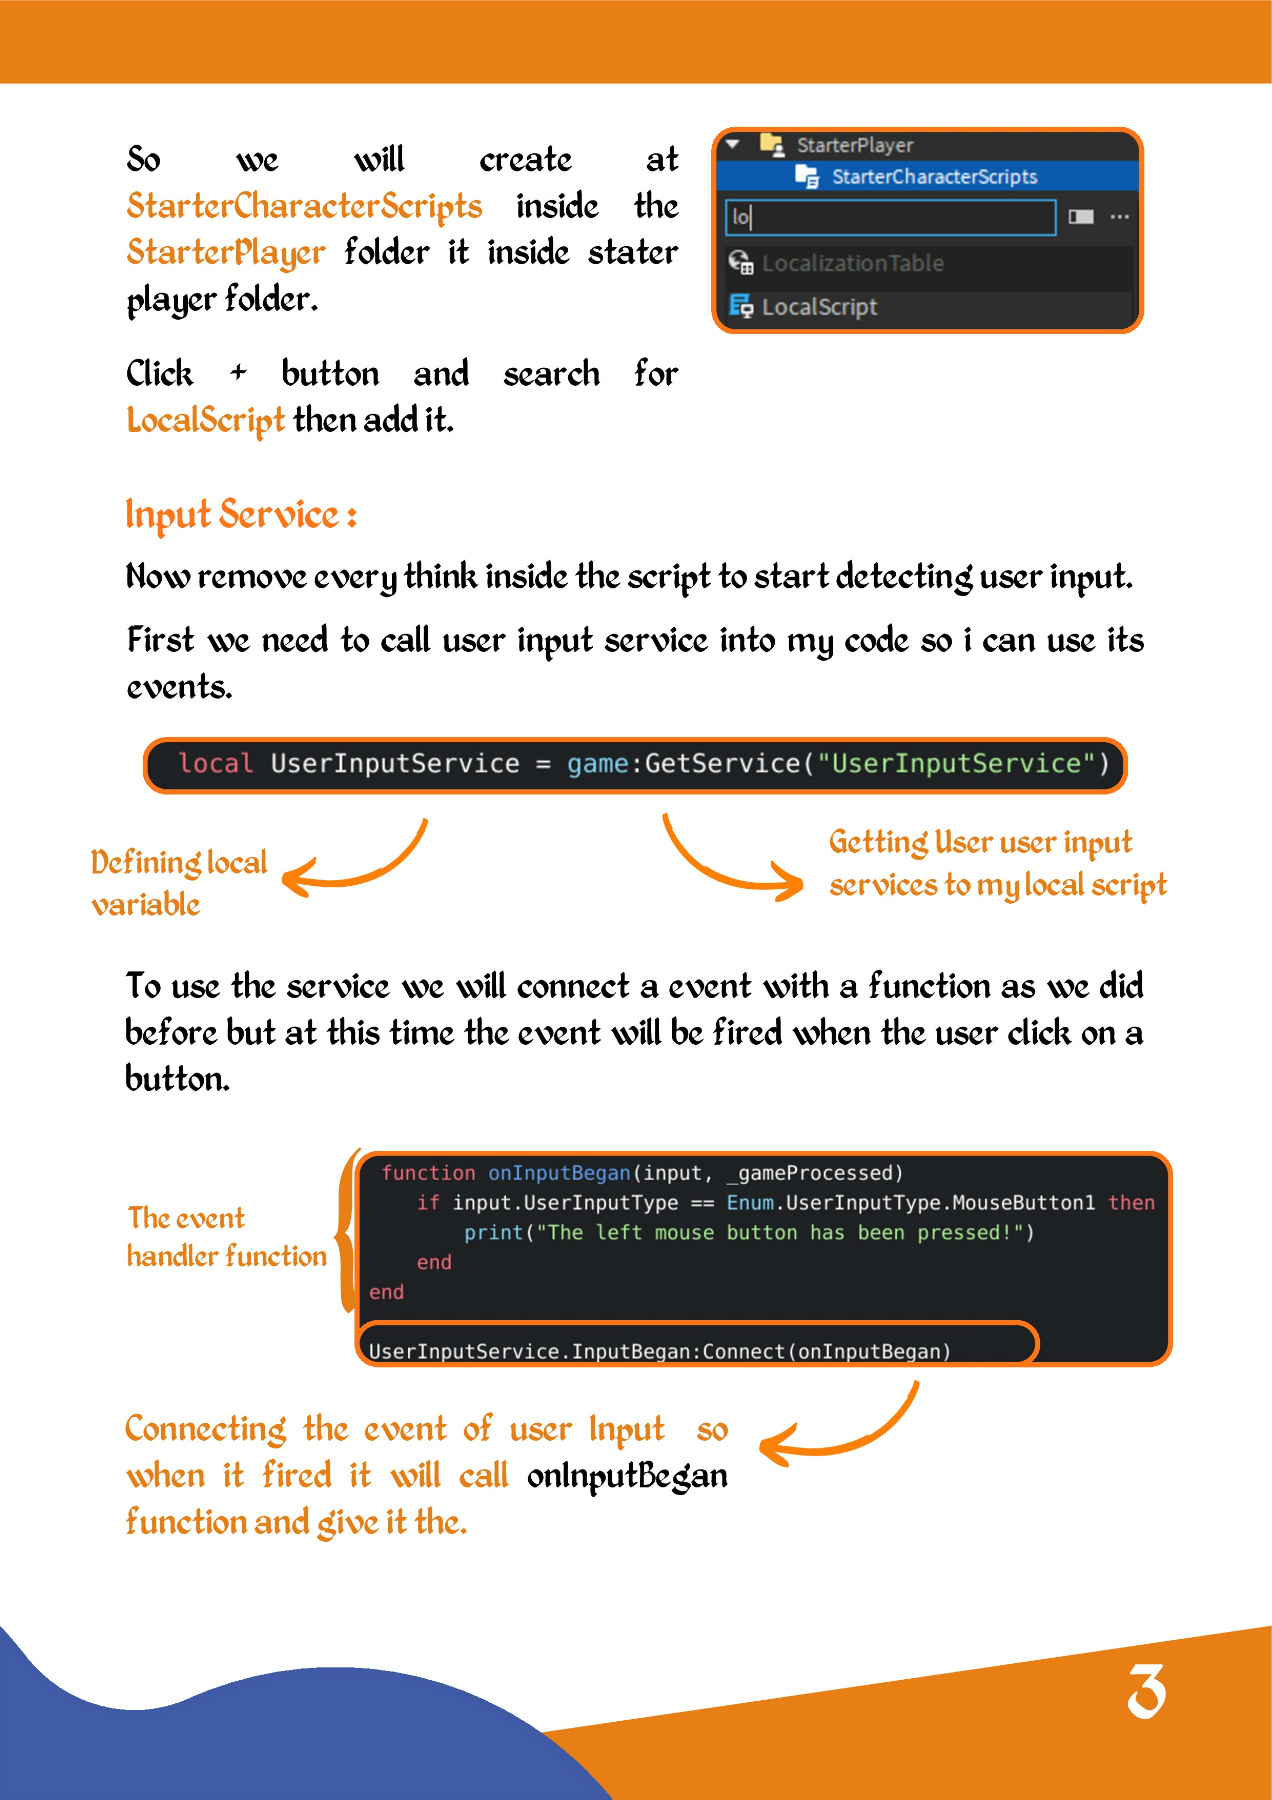 So we will create at
StarterCharacterScripts inside the
StarterPlayer folder it inside stater
player folder.
StarterPlayer
StarterCharacterScripts
lo
LocalizationTable
LocalScript
Click + button and search for
LocalScript then add it.
Input Service :
Now remove every think inside the script to start detecting user input.
First we need to call user input service into my code so i can use its
events.
local UserInputService = game:GetService("UserInputService")
Defining local
variable
Getting User user input
services to my local script
To use the service we will connect a event with a function as we did
before but at this time the event will be fired when the user click on a
button.
The event
handler function
function onInputBegan(input, _gameProcessed)
if input.UserInputType == Enum.UserInputType.MouseButton1 then
print("The left mouse button has been pressed!")
end
end
UserInputService.InputBegan:Connect(onInputBegan)
Connecting the event of user Input so
when it fired it will call onInputBegan
function and give it the.
3